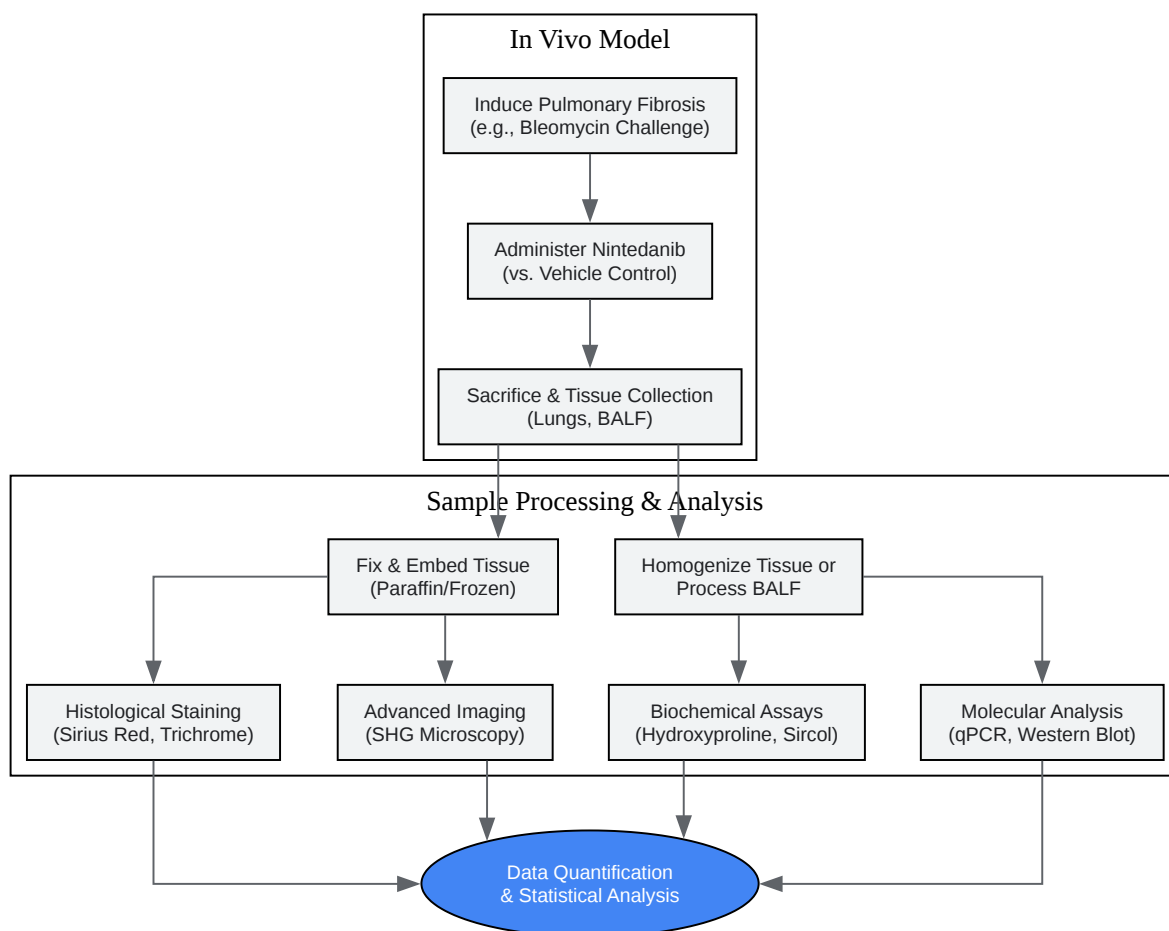 In Vivo Model
Induce Pulmonary Fibrosis
(e.g., Bleomycin Challenge)
Administer Nintedanib
(vs. Vehicle Control)
Sacrifice & Tissue Collection
(Lungs, BALF)
Sample Processing & Analysis
Fix & Embed Tissue
(Paraffin/Frozen)
Homogenize Tissue or
Process BALF
Histological Staining
(Sirius Red, Trichrome)
Advanced Imaging
(SHG Microscopy)
Biochemical Assays
(Hydroxyproline, Sircol)
Molecular Analysis
(qPCR, Western Blot)
Data Quantification
& Statistical Analysis